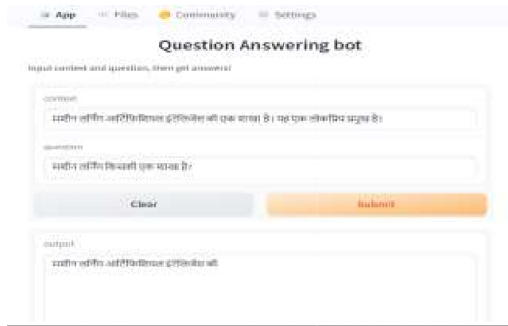 App Files Community Settings
Question Answering bot
Input context and question, then get answers!
context
मशीन लर्निंग आर्टिफिशियल इंटेलिजेंस की एक शाखा है। यह एक लोकप्रिय है।
question
मशीन लर्निंग किसकी एक शाखा है?
Clear Submit
output
मशीन लर्निंग आर्टिफिशियल इंटेलिजेंस की